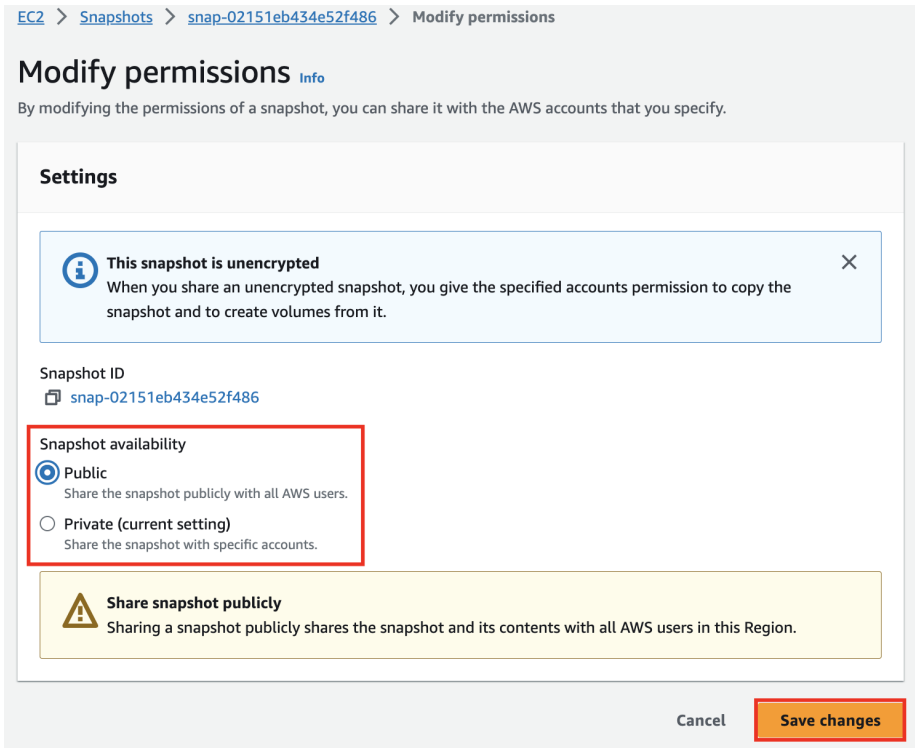 EC2 > Snapshots > snap-02151eb434e52f486 > Modify permissions
Modify permissions Info
By modifying the permissions of a snapshot, you can share it with the AWS accounts that you specify.
Settings
This snapshot is unencrypted
When you share an unencrypted snapshot, you give the specified accounts permission to copy the
snapshot and to create volumes from it.
Snapshot ID
snap-02151eb434e52f486
Snapshot availability
Public
Share the snapshot publicly with all AWS users.
Private (current setting)
Share the snapshot with specific accounts.
Share snapshot publicly
Sharing a snapshot publicly shares the snapshot and its contents with all AWS users in this Region.
Cancel Save changes